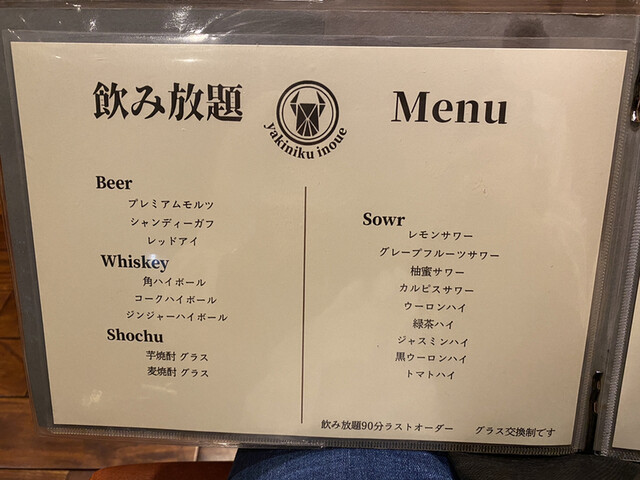 飲み放題
yakiniku inoue
Menu
Beer
プレミアムモルツ
シャンディーガフ
レッドアイ
Whiskey
角ハイボール
コークハイボール
ジンジャーハイボール
Shochu
芋焼酎 グラス
麦焼酎 グラス
Sowr
レモンサワー
グレープフルーツサワー
柚蜜サワー
カルピスサワー
ウーロンハイ
緑茶ハイ
ジャスミンハイ
黒ウーロンハイ
トマトハイ
飲み放題90分ラストオーダー グラス交換制です